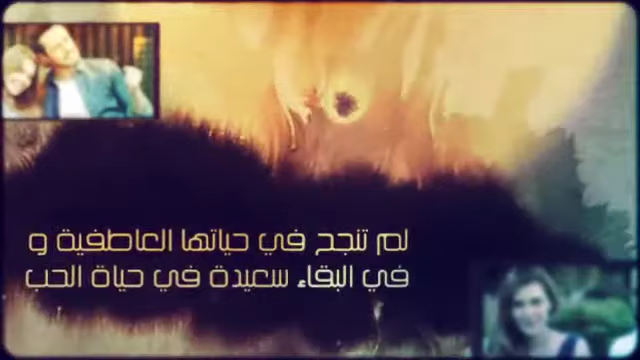 لم تنجح في حياتها العاطفية و
في البقاء سعيدة في حياة الحب